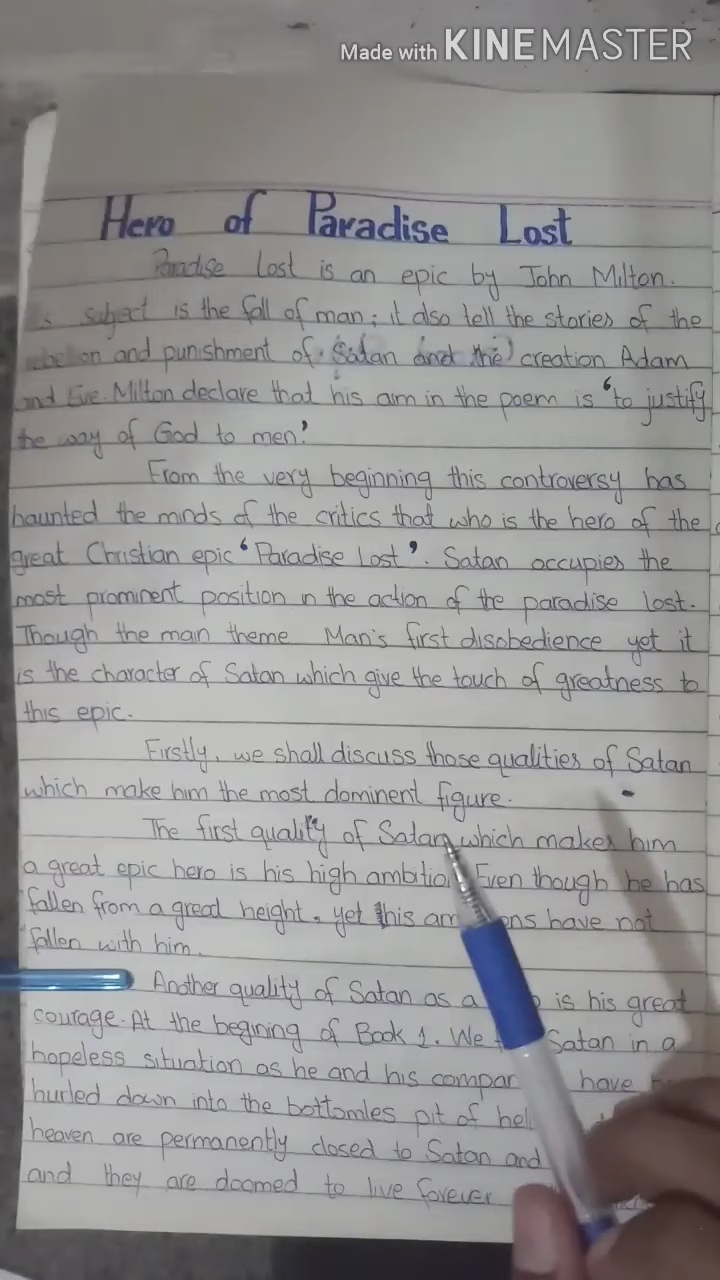 Made with KINEMASTER
Hero of Paradise Lost
Paradise Lost is an epic by John Milton.
subject is the fall of man; it also tell the stories of the
and punishment of Satan and the creation Adam
and Eve. Milton declare that his aim in the poem is 'to justify
the way of God to men.'
From the very beginning this controversy has
haunted the minds of the critics that who is the hero of the
great Christian epic 'Paradise Lost'. Satan occupies the
most prominent position in the action of the paradise lost.
Though the main theme Man's first disobedience yet it
is the character of Satan which give the touch of greatness to
this epic.
Firstly, we shall discuss those qualities of Satan
which make him the most dominent figure.
The first quality of Satan which makes him
a great epic hero is his high ambitio Even though he has
fallen from a great height, yet his am ons have not
fallen with him.
Another quality of Satan as a is his great
courage. At the begining of Book 1. We Satan in a
hopeless situation as he and his compan have
hurled down into the bottomles pit of hel
heaven are permanently closed to Satan and
and they are doomed to live forever